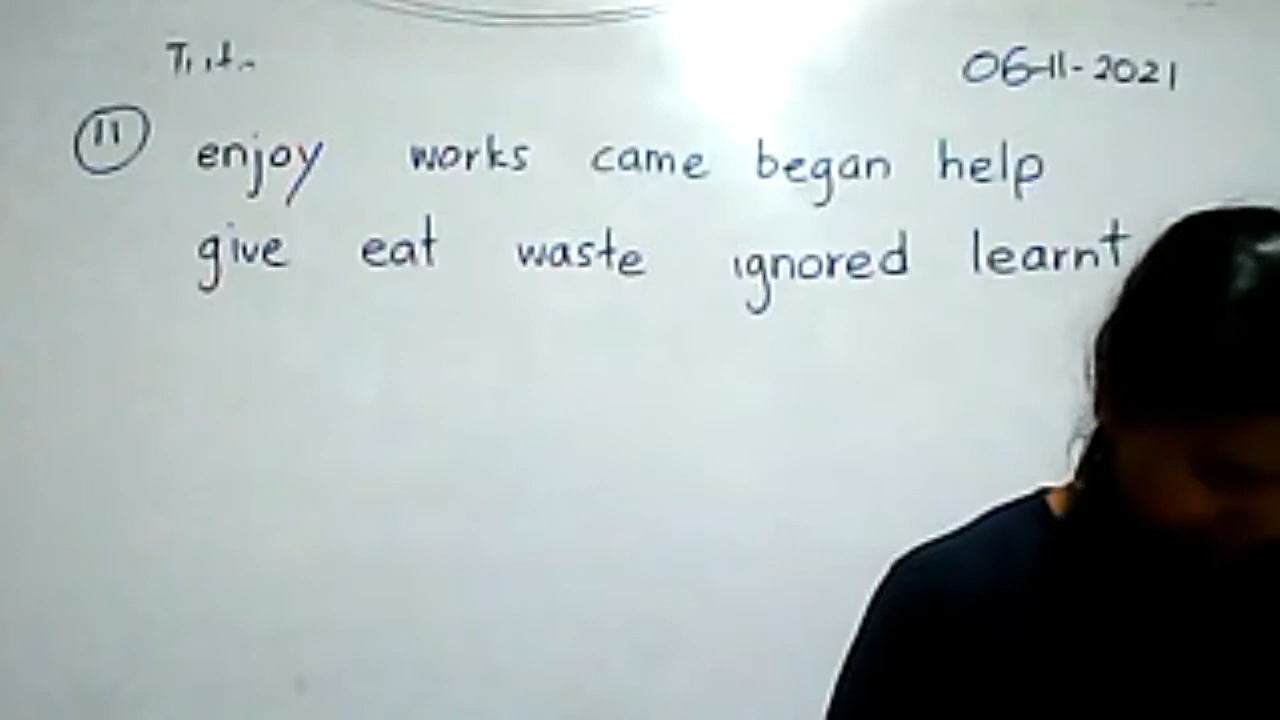 06-11-2021
11 enjoy works came began help
give eat waste ignored learnt